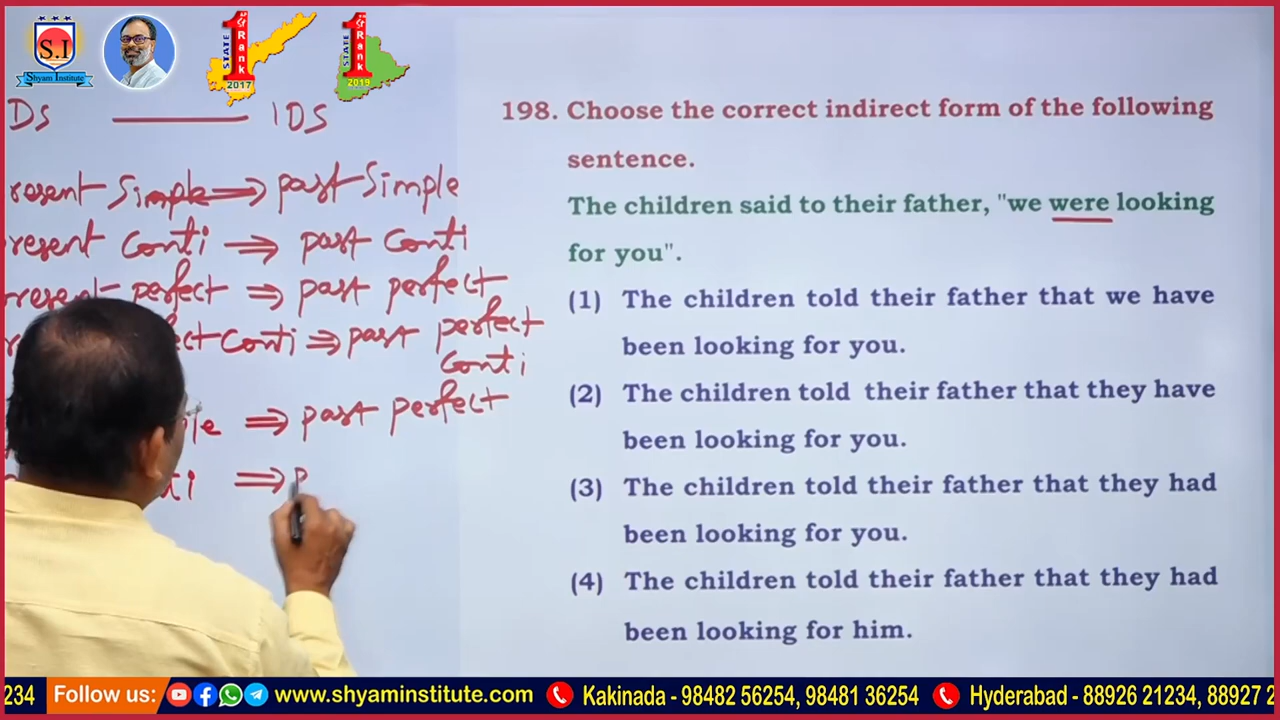 S.I
Shyam Institute
STATE 1 Rank 2017
STATE 1 Rank 2019
DS IDS
resent Simple ⇒ past Simple
resent Conti ⇒ past Conti
resent perfect ⇒ past perfect
ect Conti ⇒ past perfect
Conti
⇒ past perfect
ti ⇒ P
198. Choose the correct indirect form of the following
sentence.
The children said to their father, "we were looking
for you".
(1) The children told their father that we have
been looking for you.
(2) The children told their father that they have
been looking for you.
(3) The children told their father that they had
been looking for you.
(4) The children told their father that they had
been looking for him.
234 Follow us: www.shyaminstitute.com Kakinada - 98482 56254, 98481 36254 Hyderabad - 88926 21234, 88927 2